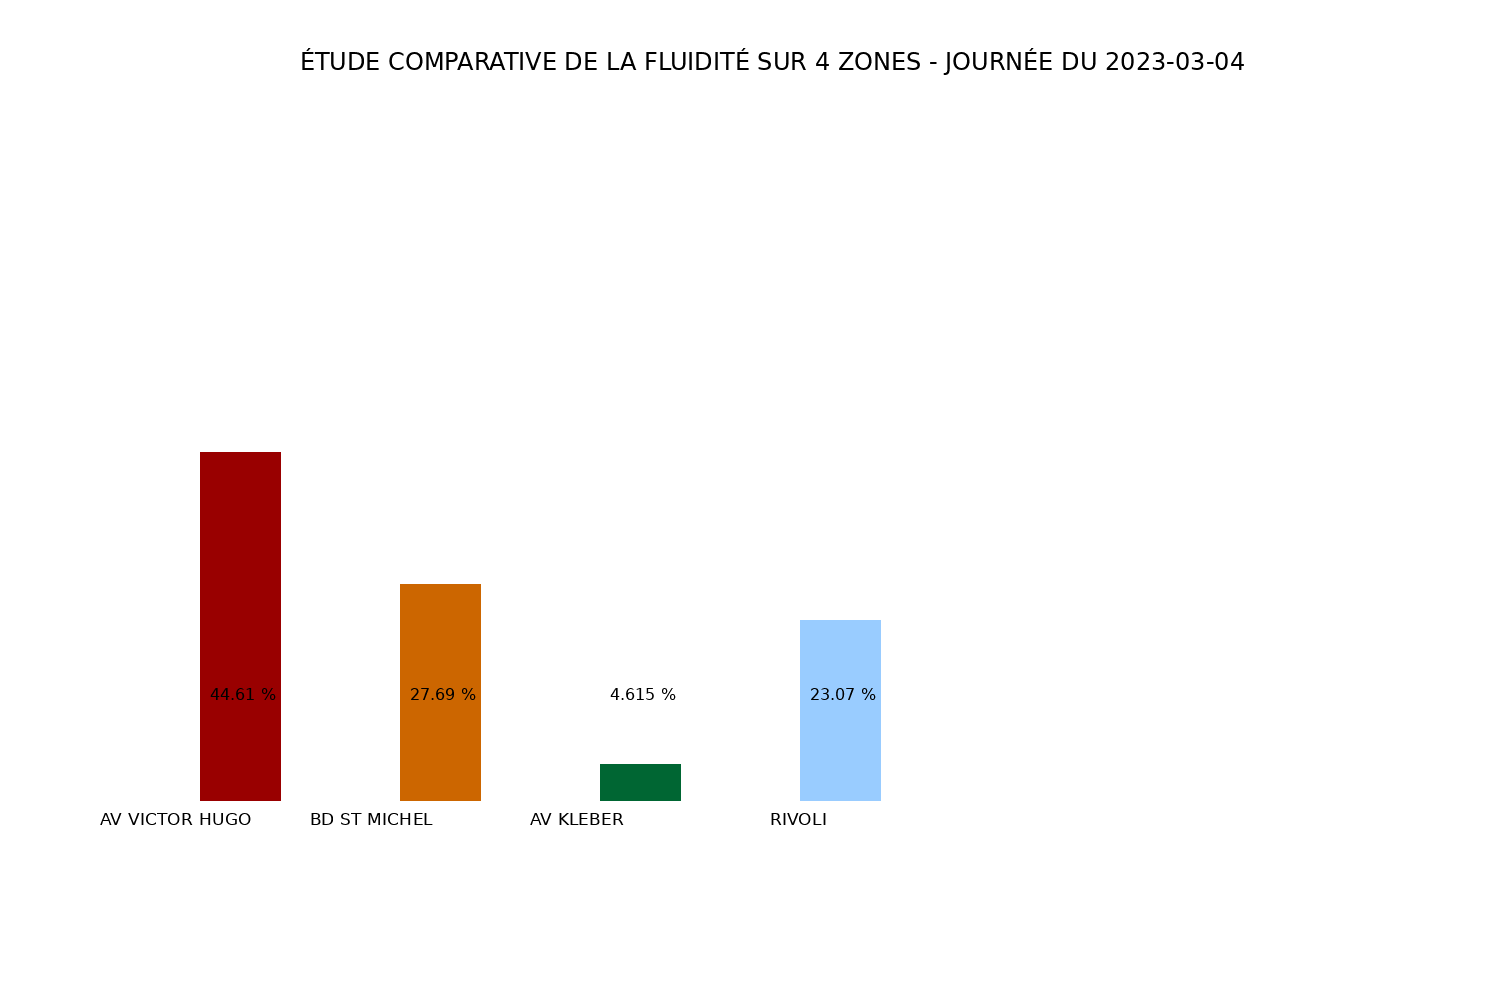 ÉTUDE COMPARATIVE DE LA FLUIDITÉ SUR 4 ZONES - JOURNÉE DU 2023-03-04
44.61 % 27.69 % 4.615 % 23.07 %
AV VICTOR HUGO BD ST MICHEL AV KLEBER RIVOLI